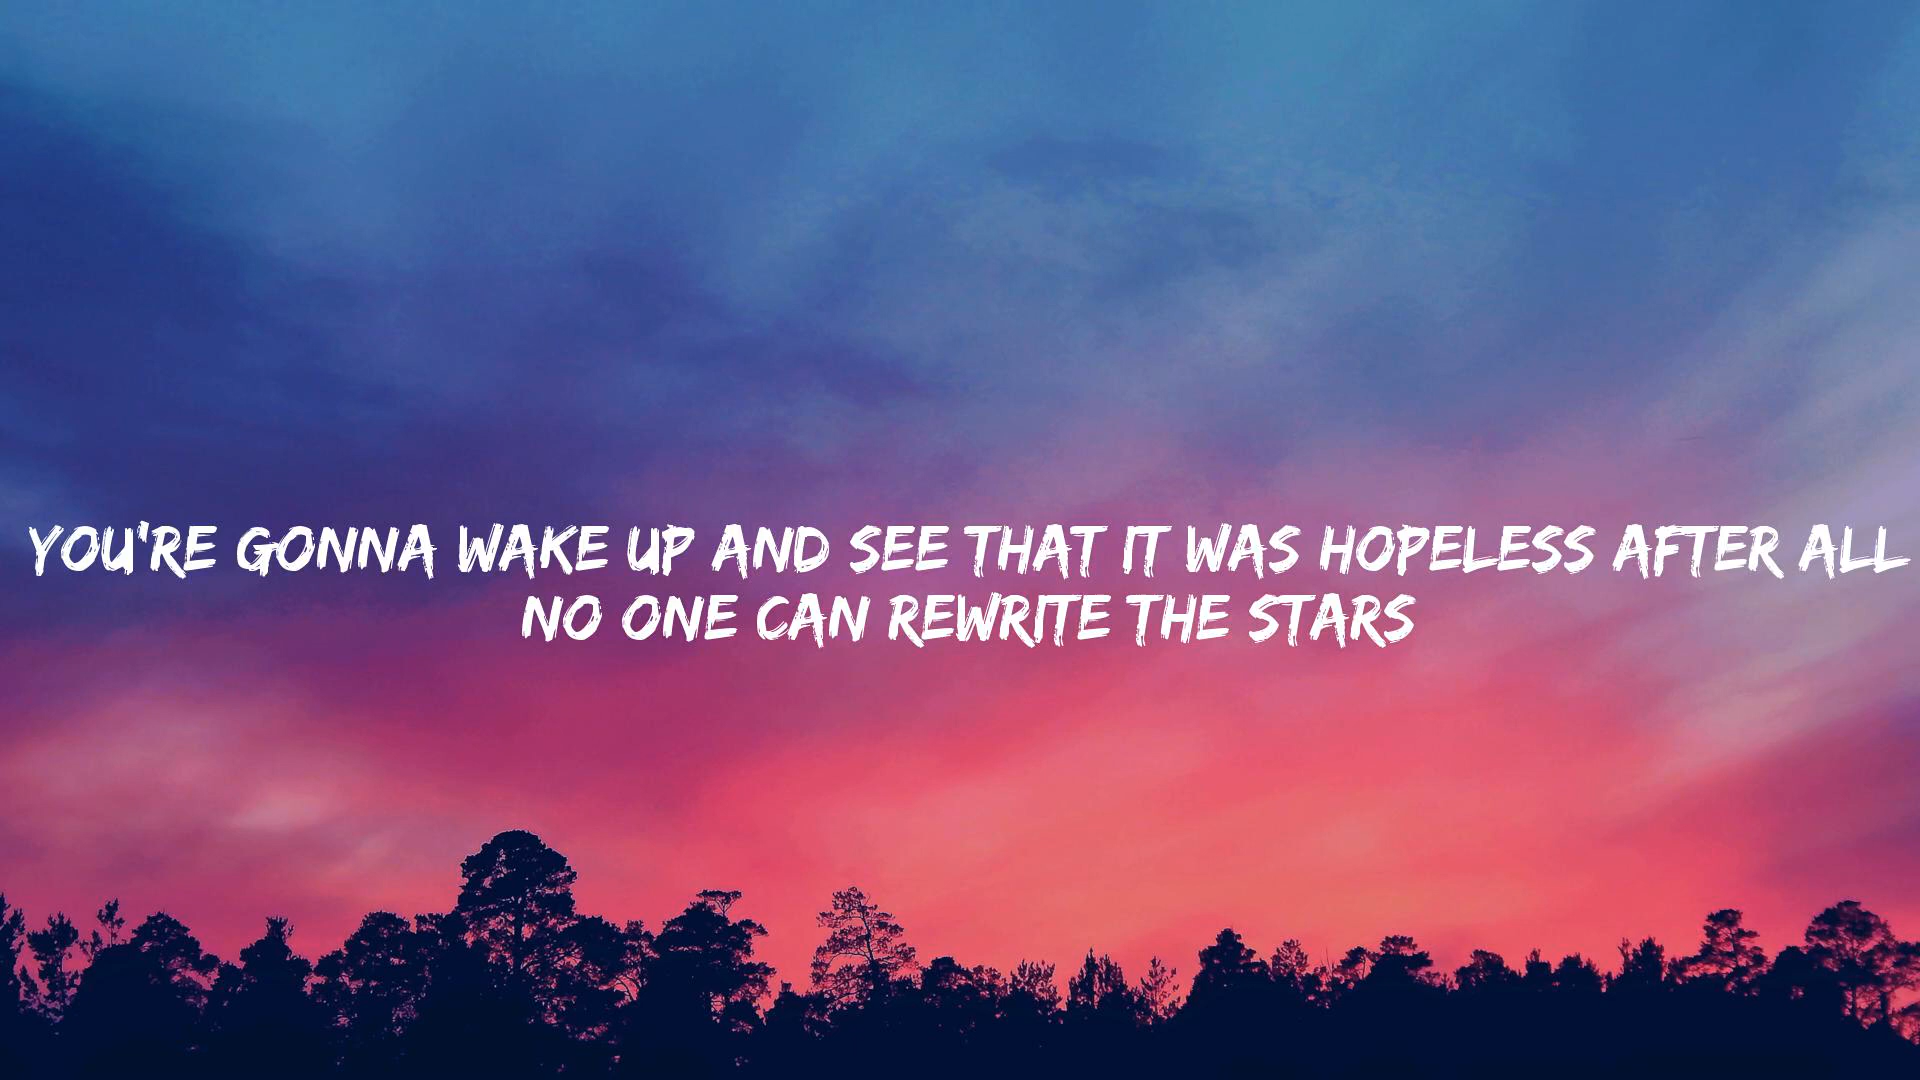 YOU'RE GONNA WAKE UP AND SEE THAT IT WAS HOPELESS AFTER ALL
NO ONE CAN REWRITE THE STARS